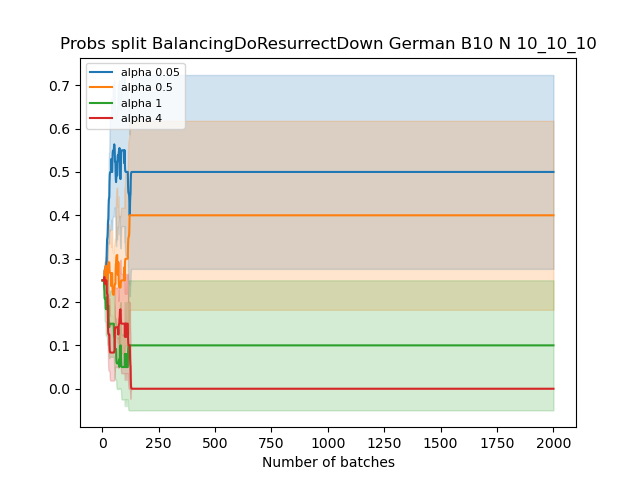 Probs split BalancingDoResurrectDown German B10 N 10_10_10
alpha 0.05
alpha 0.5
alpha 1
alpha 4
0.7
0.6
0.5
0.4
0.3
0.2
0.1
0.0
0 250 500 750 1000 1250 1500 1750 2000
Number of batches